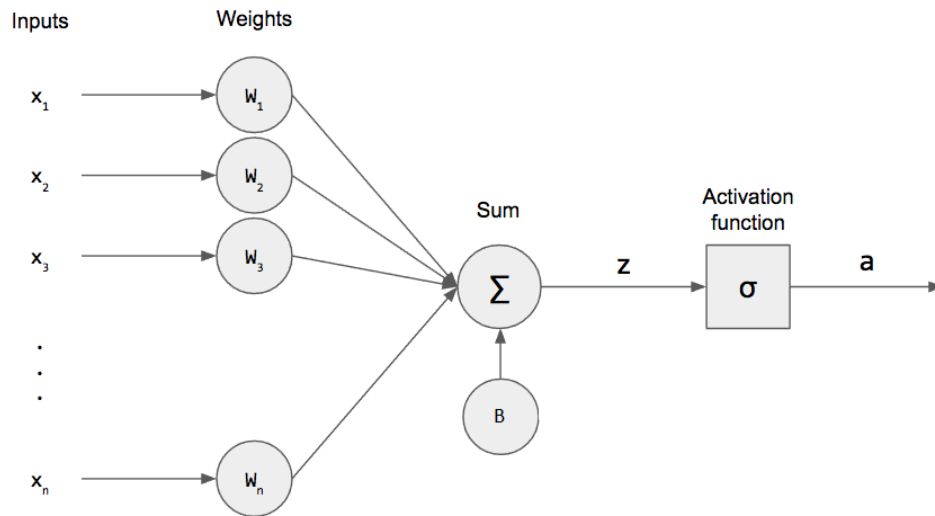 Inputs
Weights
x₁
W₁
x₂
W₂
Sum
Activation
function
x₃
W₃
Σ
z
σ
a
.
.
.
B
xₙ
Wₙ